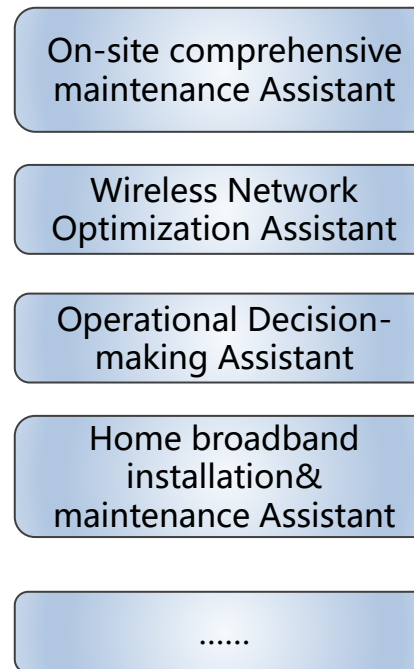 On-site comprehensive
maintenance Assistant
Wireless Network
Optimization Assistant
Operational Decision-
making Assistant
Home broadband
installation&
maintenance Assistant
......